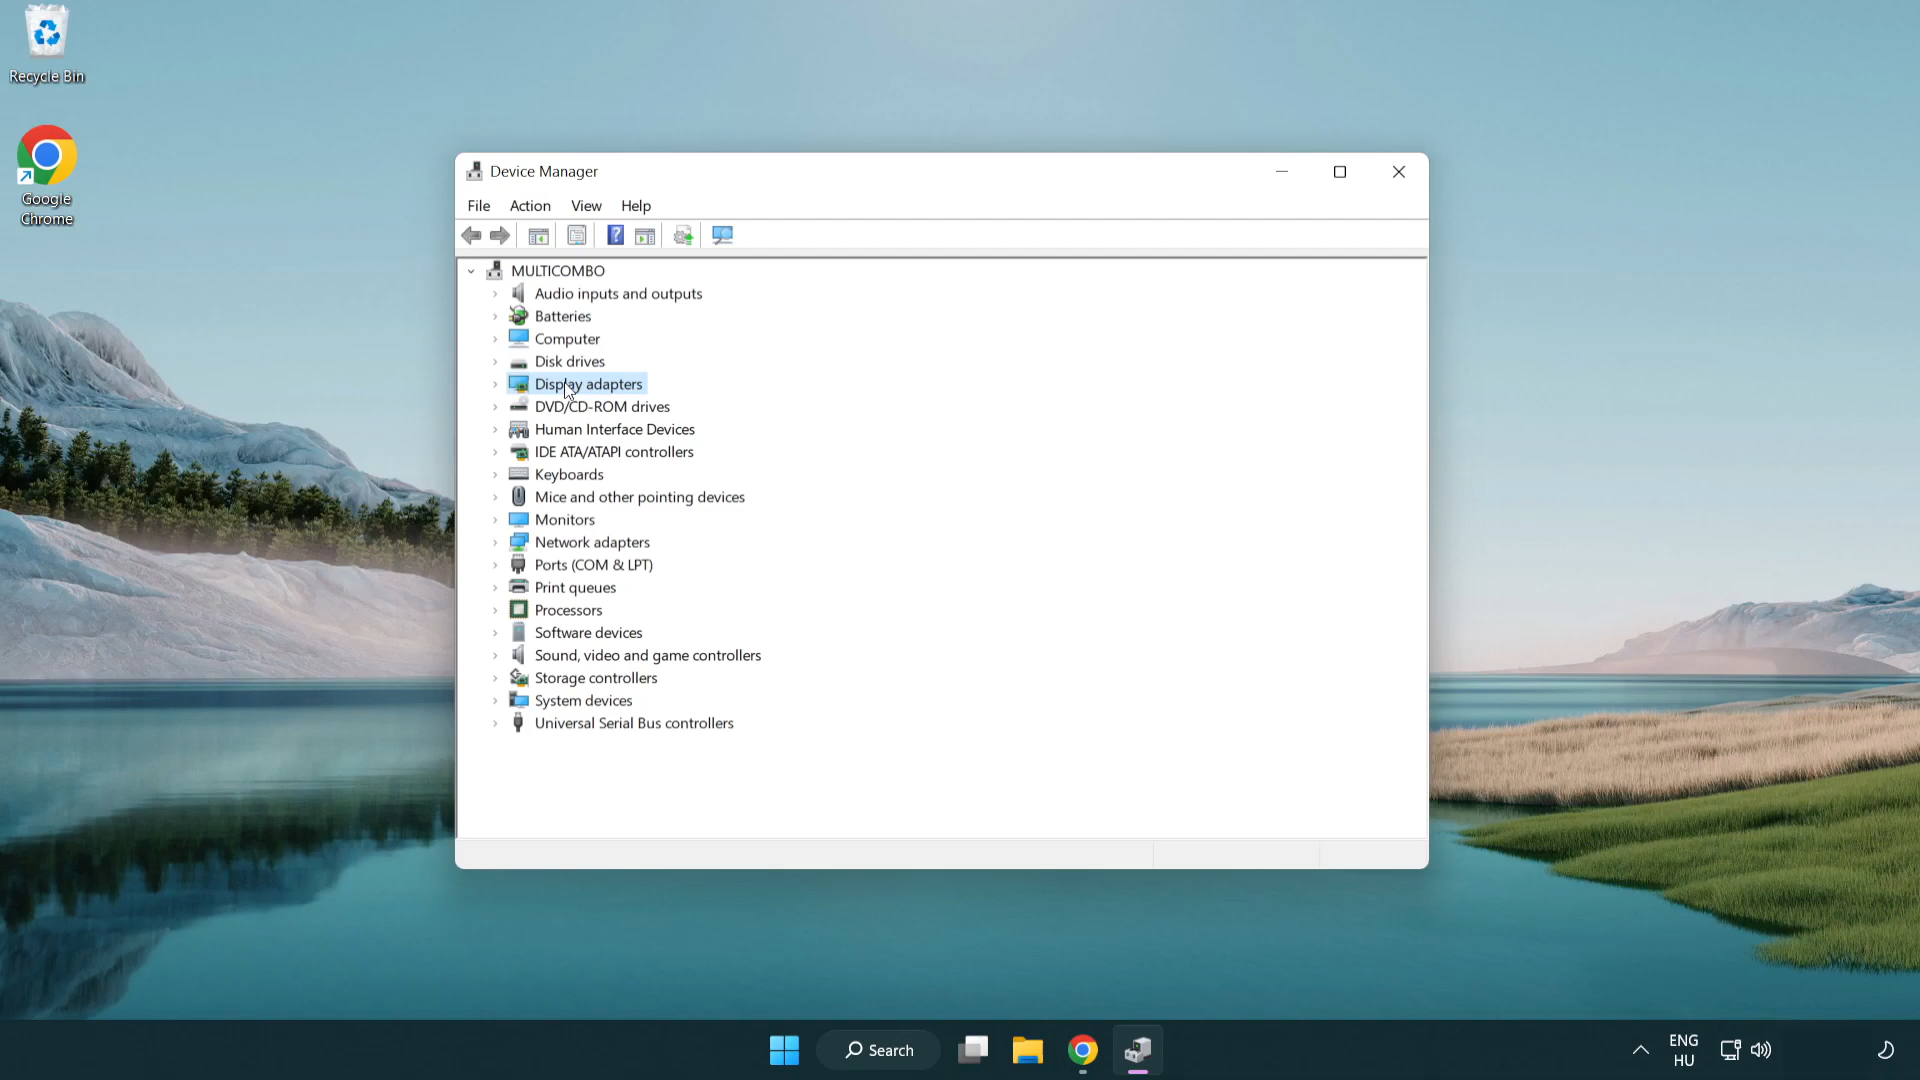 Recycle Bin
Google
Chrome
Device Manager
File Action View Help
MULTICOMBO
Audio inputs and outputs
Batteries
Computer
Disk drives
Display adapters
DVD/CD-ROM drives
Human Interface Devices
IDE ATA/ATAPI controllers
Keyboards
Mice and other pointing devices
Monitors
Network adapters
Ports (COM & LPT)
Print queues
Processors
Software devices
Sound, video and game controllers
Storage controllers
System devices
Universal Serial Bus controllers
Search
ENG
HU